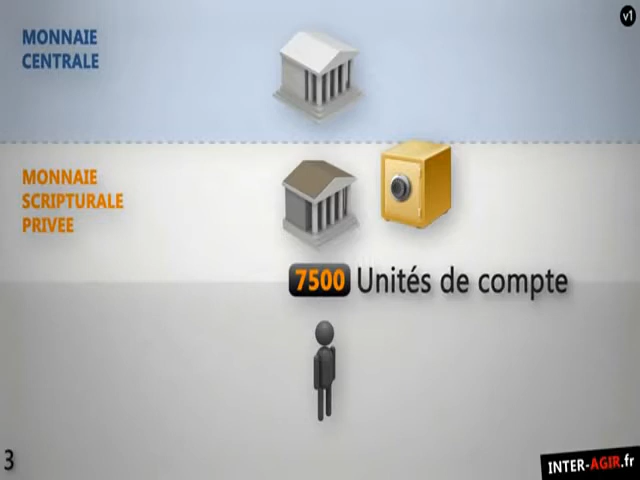 v1
MONNAIE
CENTRALE
MONNAIE
SCRIPTURALE
PRIVEE
7500 Unités de compte
3
INTER-AGIR.fr